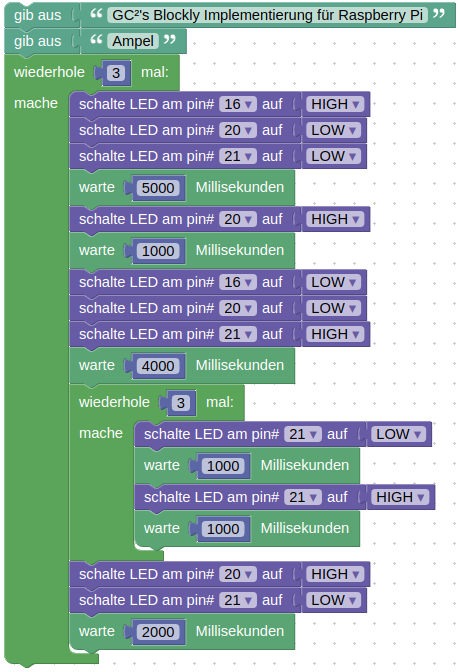 gib aus “ GC²'s Blockly Implementierung für Raspberry Pi ”
gib aus “ Ampel ”
wiederhole 3 mal:
mache schalte LED am pin# 16 auf HIGH
schalte LED am pin# 20 auf LOW
schalte LED am pin# 21 auf LOW
warte 5000 Millisekunden
schalte LED am pin# 20 auf HIGH
warte 1000 Millisekunden
schalte LED am pin# 16 auf LOW
schalte LED am pin# 20 auf LOW
schalte LED am pin# 21 auf HIGH
warte 4000 Millisekunden
wiederhole 3 mal:
mache schalte LED am pin# 21 auf LOW
warte 1000 Millisekunden
schalte LED am pin# 21 auf HIGH
warte 1000 Millisekunden
schalte LED am pin# 20 auf HIGH
schalte LED am pin# 21 auf LOW
warte 2000 Millisekunden